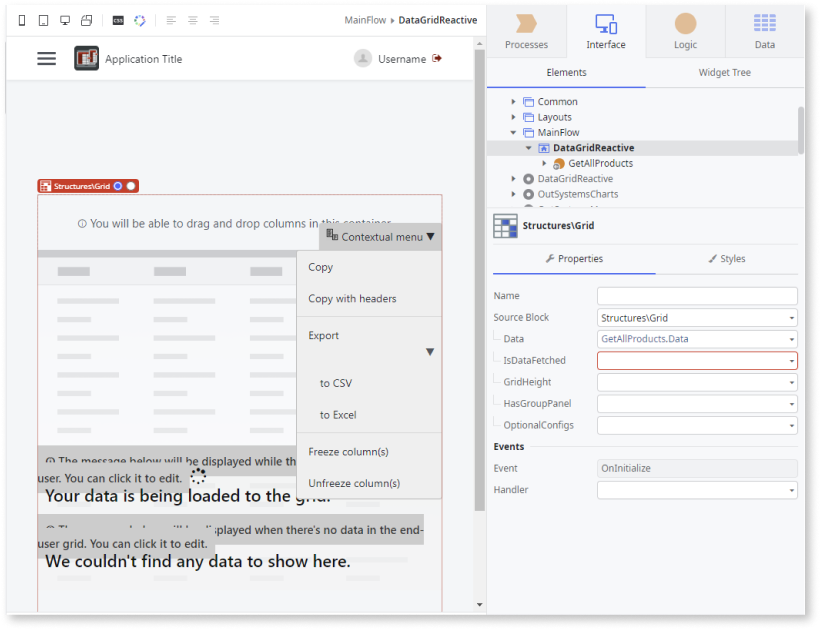 css
MainFlow ▸ DataGridReactive
Processes
Interface
Logic
Data
Application Title
Username
Elements
Widget Tree
Common
Layouts
MainFlow
DataGridReactive
GetAllProducts
DataGridReactive
OutSystemsCharts
Structures\Grid
You will be able to drag and drop columns in this container
Contextual menu ▼
Copy
Copy with headers
Export
to CSV
to Excel
Freeze column(s)
Unfreeze column(s)
The message below will be displayed while th
user. You can click it to edit.
Your data is being loaded to the grid.
will be displayed when there's no data in the end-
user grid. You can click it to edit.
We couldn't find any data to show here.
Structures\Grid
Properties
Styles
Name
Source Block
Structures\Grid
Data
GetAllProducts.Data
IsDataFetched
GridHeight
HasGroupPanel
OptionalConfigs
Events
Event
OnInitialize
Handler